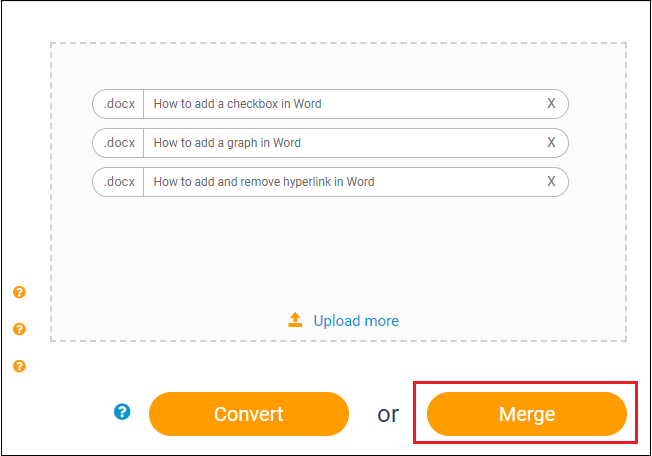 .docx How to add a checkbox in Word X
.docx How to add a graph in Word X
.docx How to add and remove hyperlink in Word X
?
?
Upload more
?
? Convert or Merge